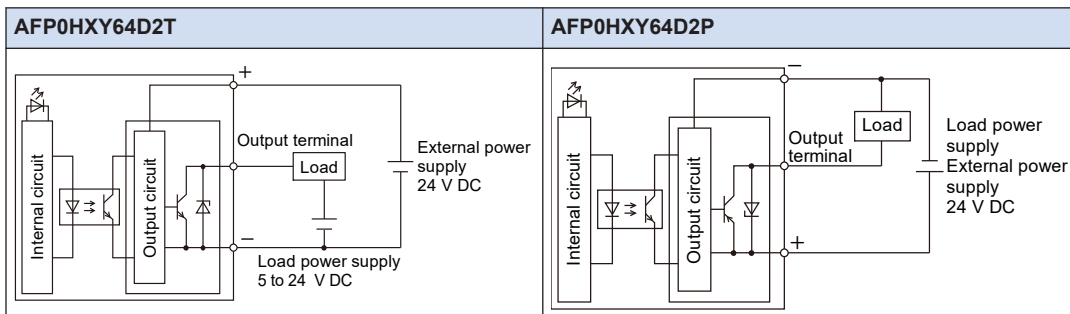 AFP0HXY64D2T
AFP0HXY64D2P
+
Internal circuit
Output circuit
Output terminal
Load
External power
supply
24 V DC
−
Load power supply
5 to 24 V DC
−
Internal circuit
Output circuit
Output
terminal
Load
Load power
supply
External power
supply
24 V DC
+